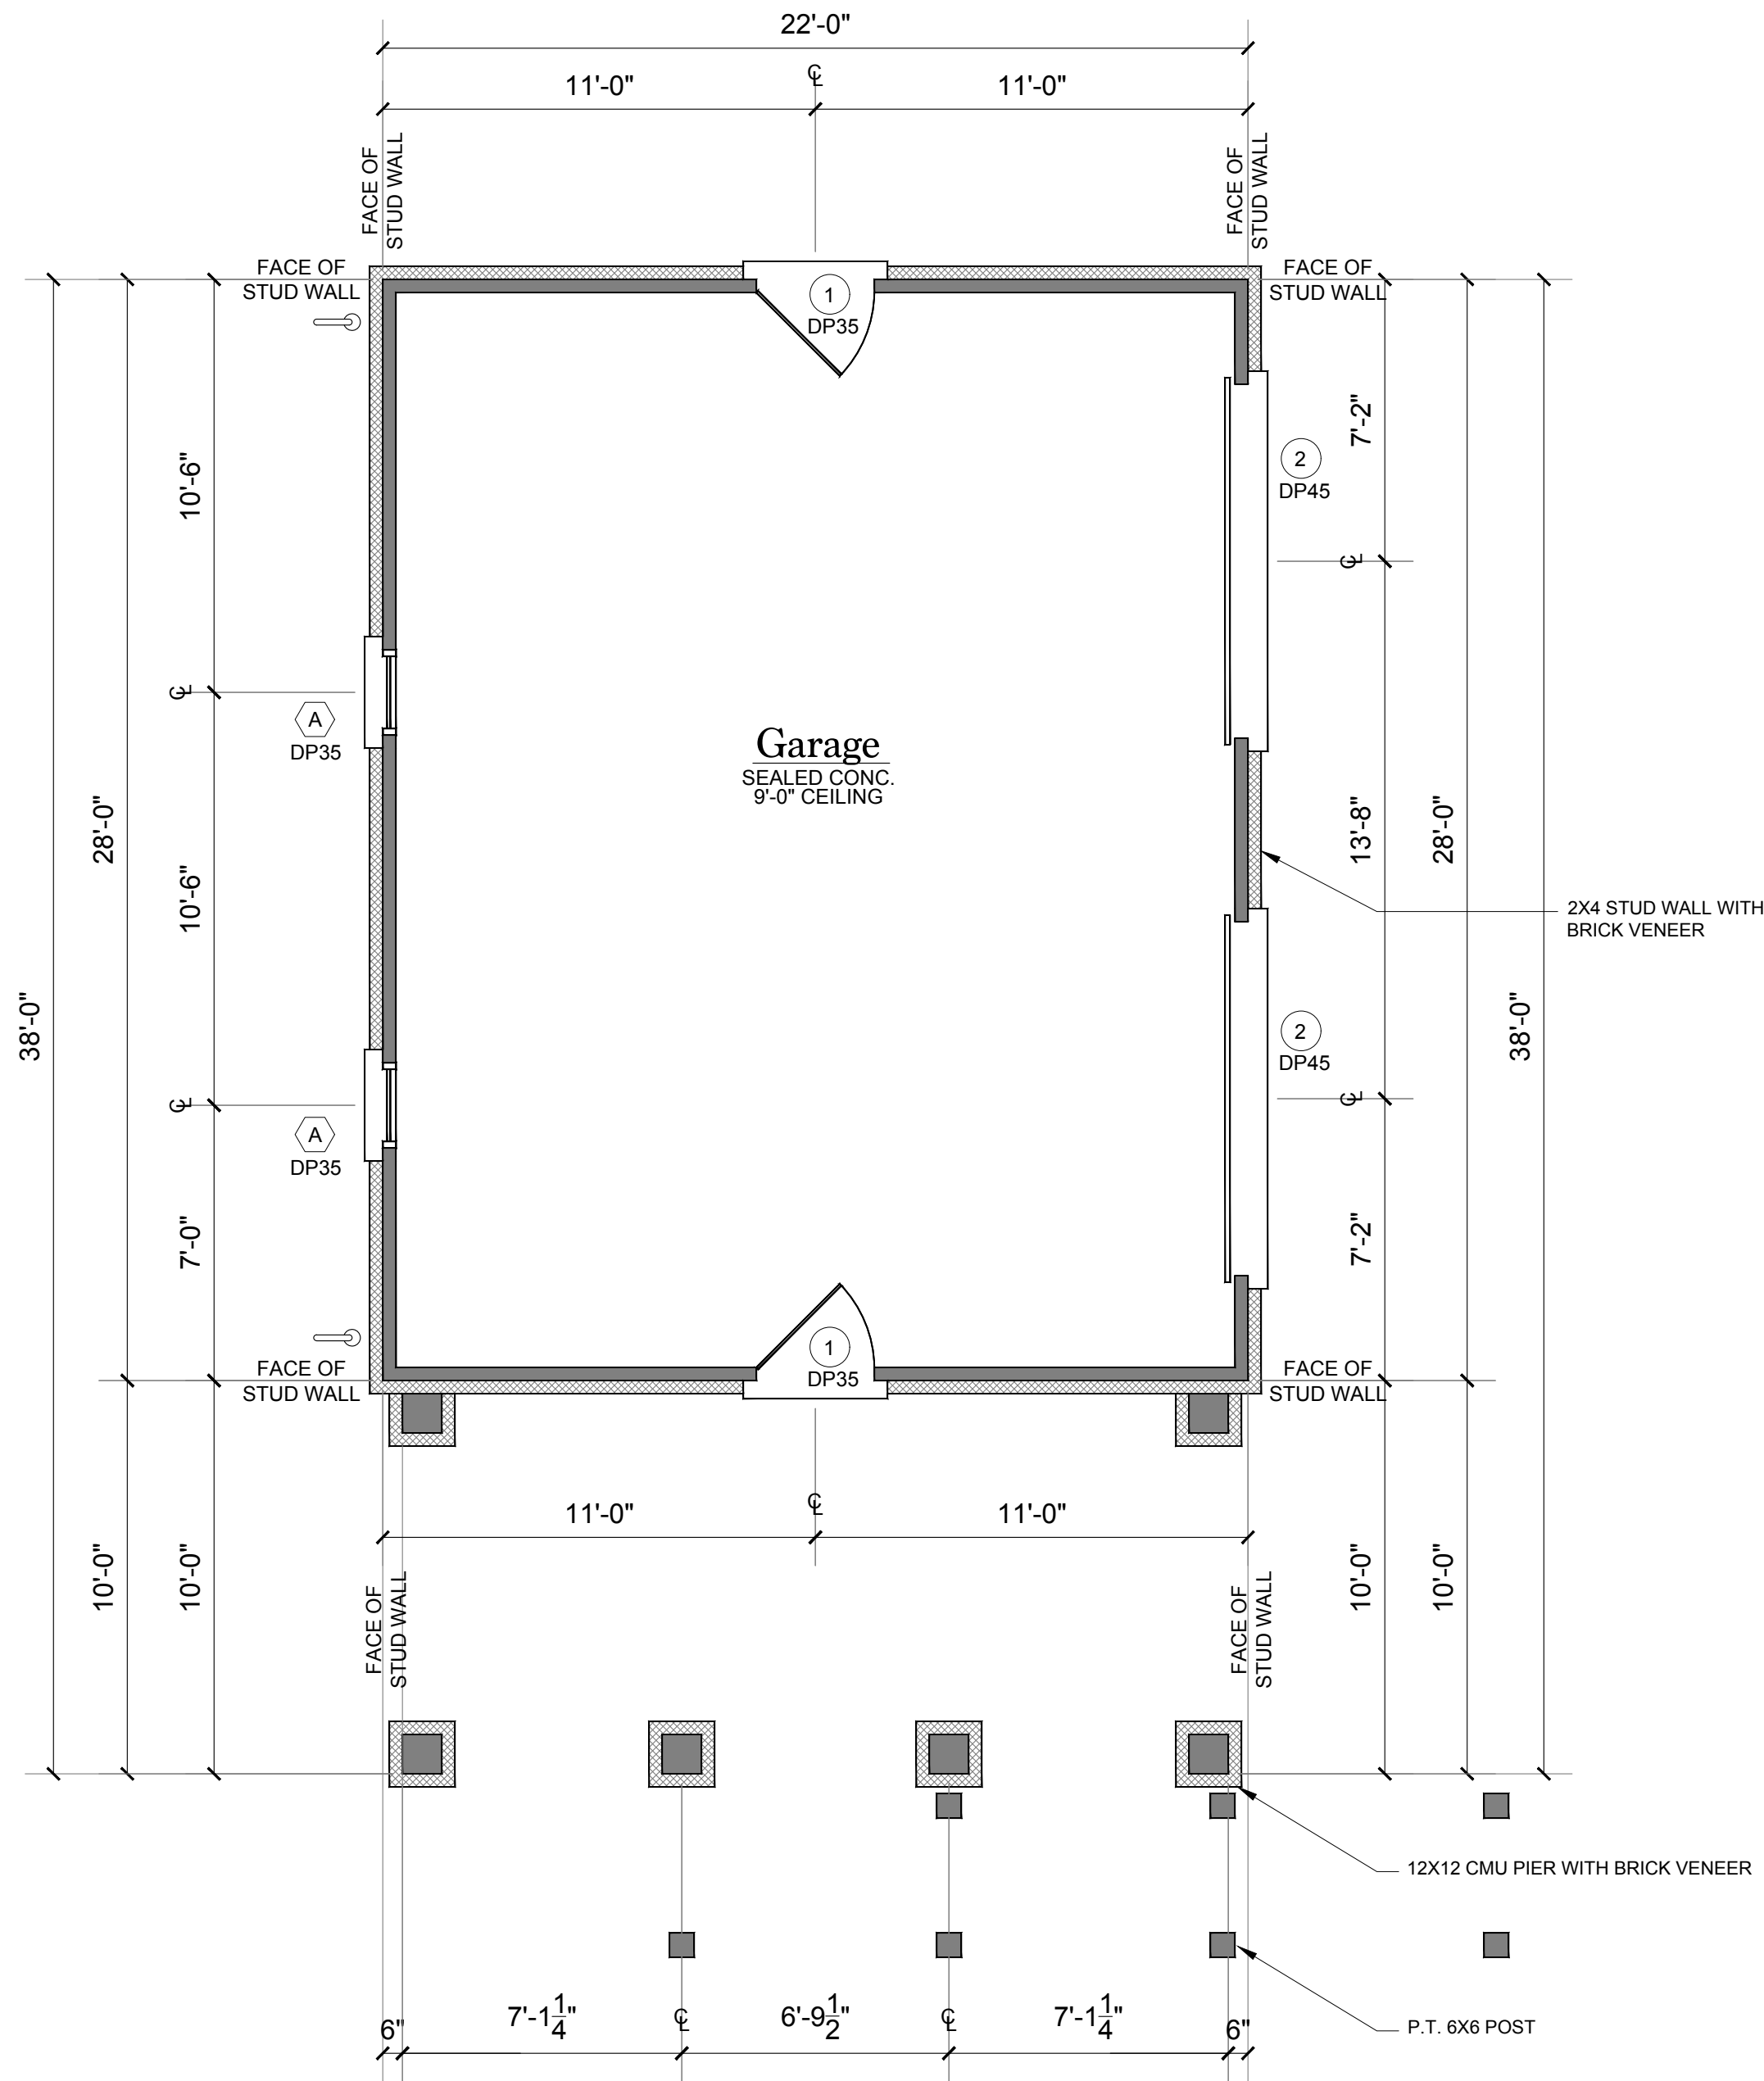 22'-0"
℄
11'-0"
11'-0"
FACE OF
STUD WALL
FACE OF
STUD WALL
FACE OF
STUD WALL
FACE OF
STUD WALL
1
DP35
7'-2"
10'-6"
2
DP45
℄
℄
A
DP35
Garage
SEALED CONC.
9'-0" CEILING
28'-0"
13'-8"
28'-0"
10'-6"
2X4 STUD WALL WITH
BRICK VENEER
38'-0"
38'-0"
2
DP45
℄
℄
A
DP35
7'-0"
7'-2"
1
DP35
FACE OF
STUD WALL
FACE OF
STUD WALL
℄
11'-0"
11'-0"
10'-0"
10'-0"
10'-0"
10'-0"
FACE OF
STUD WALL
FACE OF
STUD WALL
12X12 CMU PIER WITH BRICK VENEER
6"
7'-1 1/4"
℄
6'-9 1/2"
℄
7'-1 1/4"
6"
P.T. 6X6 POST